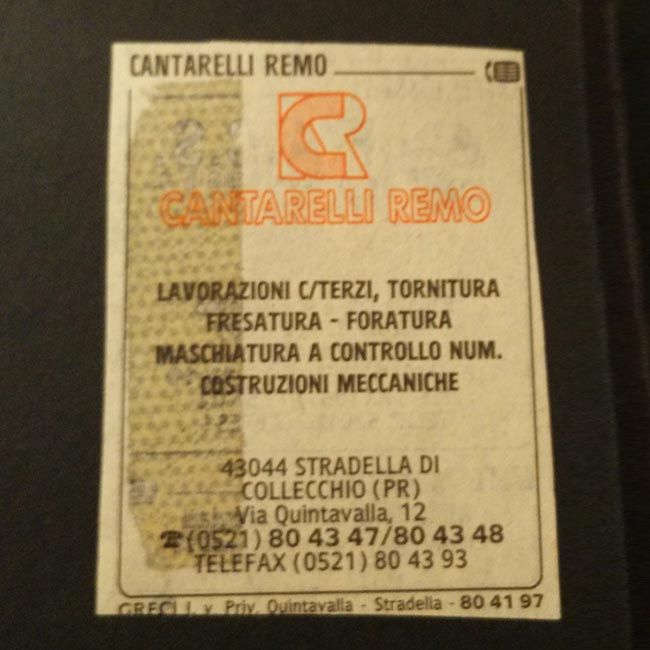 CANTARELLI REMO
CR
CANTARELLI REMO
LAVORAZIONI C/TERZI, TORNITURA
FRESATURA - FORATURA
MASCHIATURA A CONTROLLO NUM.
COSTRUZIONI MECCANICHE
43044 STRADELLA DI
COLLECCHIO (PR)
Via Quintavalla, 12
☎(0521) 80 43 47/80 43 48
TELEFAX (0521) 80 43 93
GRECI I. v. Priv. Quintavalla - Stradella - 80 41 97